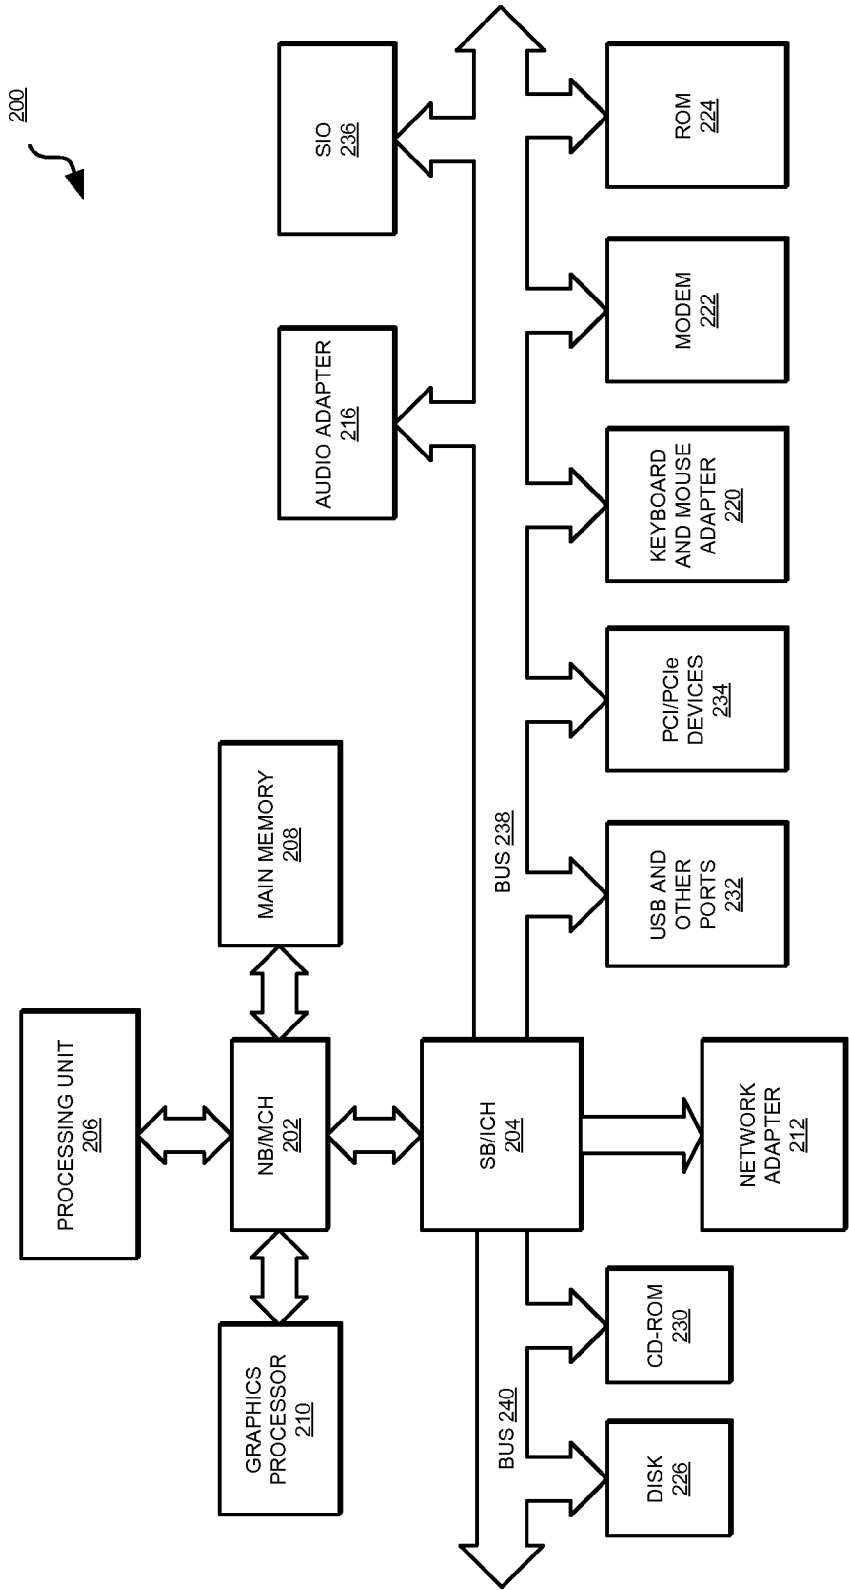 200
PROCESSING UNIT
206
GRAPHICS
PROCESSOR
210
NB/MCH
202
MAIN MEMORY
208
AUDIO ADAPTER
216
SIO
236
SB/ICH
204
BUS 240
BUS 238
DISK
226
CD-ROM
230
NETWORK
ADAPTER
212
USB AND
OTHER
PORTS
232
PCI/PCIe
DEVICES
234
KEYBOARD
AND MOUSE
ADAPTER
220
MODEM
222
ROM
224